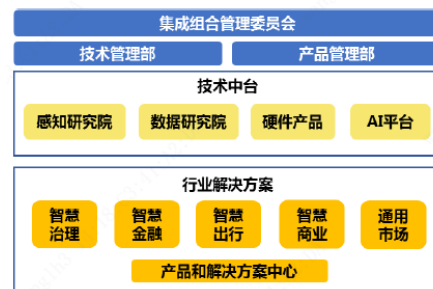 集成组合管理委员会
技术管理部 产品管理部
技术中台
感知研究院 数据研究院 硬件产品 AI平台
行业解决方案
智慧 智慧 智慧 智慧 通用
治理 金融 出行 商业 市场
产品和解决方案中心